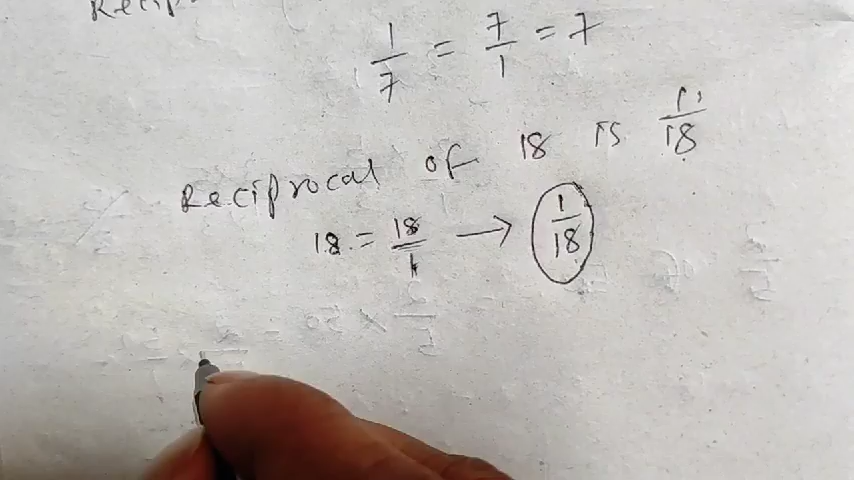 1/7 = 7/1 = 7
Reciprocal of 18 is 1/18
18 = 18/1 → 1/18